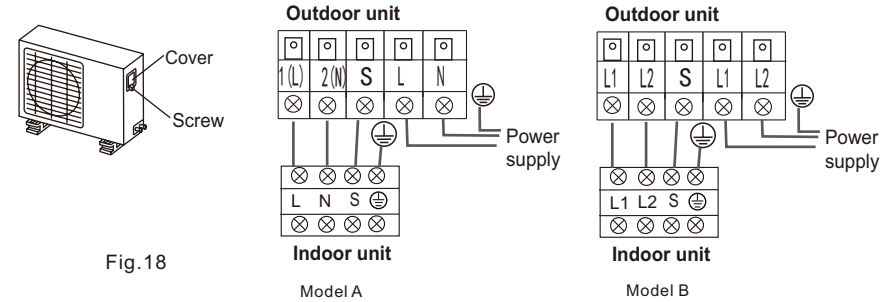 Cover
Screw
Fig.18
Outdoor unit
1(L) 2(N) S L N
Power
supply
L N S
Indoor unit
Model A
Outdoor unit
L1 L2 S L1 L2
Power
supply
L1 L2 S
Indoor unit
Model B